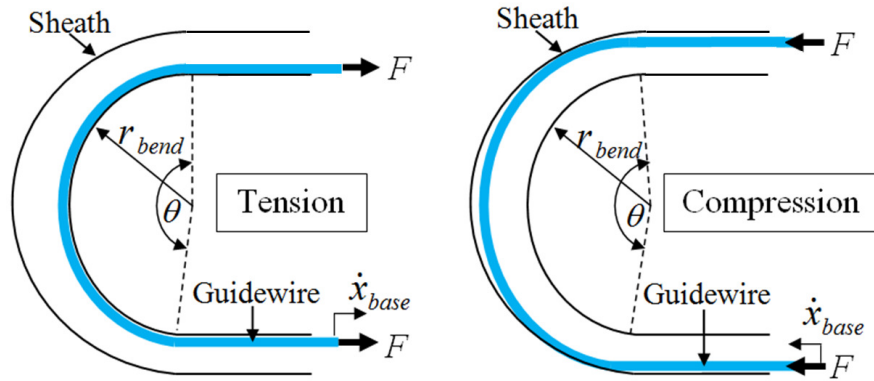 Sheath
F
r_bend
θ
Tension
Guidewire
ẋ_base
F
Sheath
F
r_bend
θ
Compression
Guidewire
ẋ_base
F